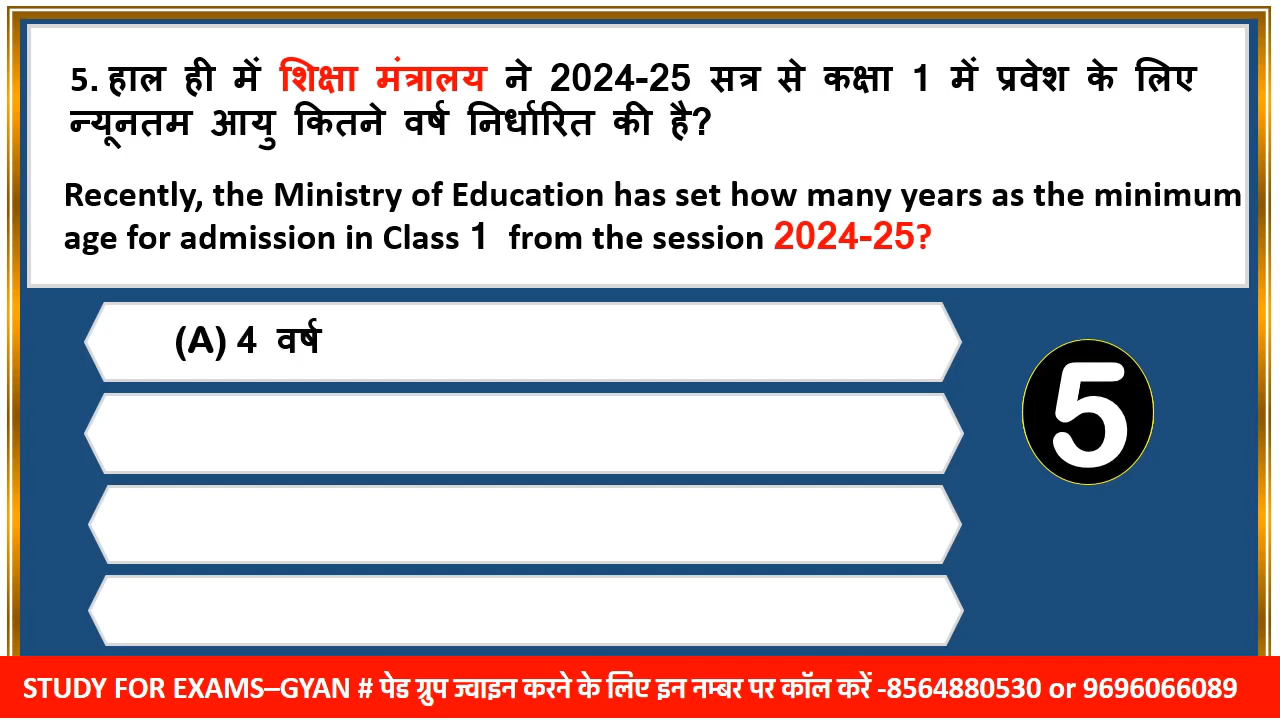 5. हाल ही में शिक्षा मंत्रालय ने 2024-25 सत्र से कक्षा 1 में प्रवेश के लिए
न्यूनतम आयु कितने वर्ष निर्धारित की है?
Recently, the Ministry of Education has set how many years as the minimum
age for admission in Class 1 from the session 2024-25?
(A) 4 वर्ष
5
STUDY FOR EXAMS–GYAN # पेड ग्रुप ज्वाइन करने के लिए इन नम्बर पर कॉल करें -8564880530 or 9696066089